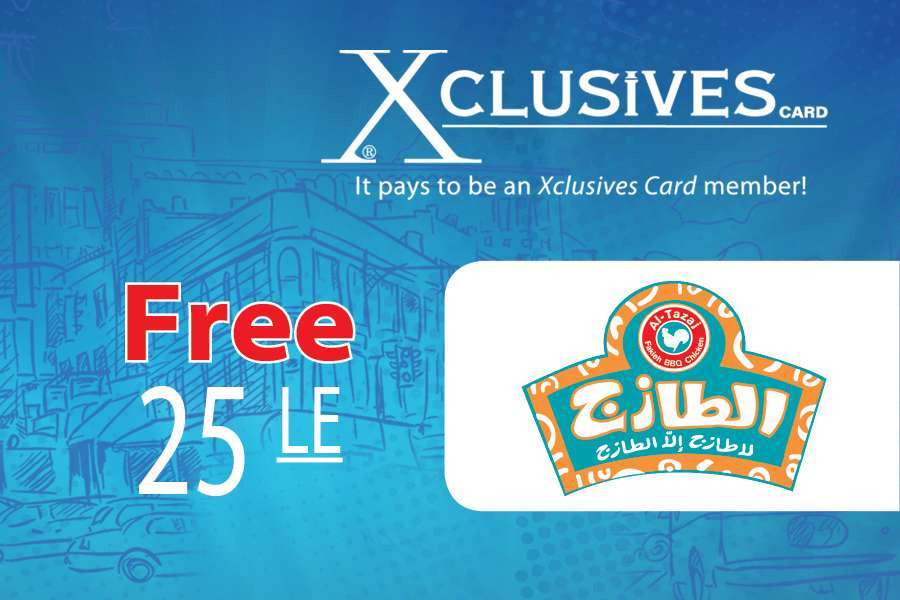 XCLUSiVES CARD
®
It pays to be an Xclusives Card member!
Free
25 LE
Al-Tazaj
Fakieh BBQ Chicken
الطازج
لاطازج إلاّ الطازج